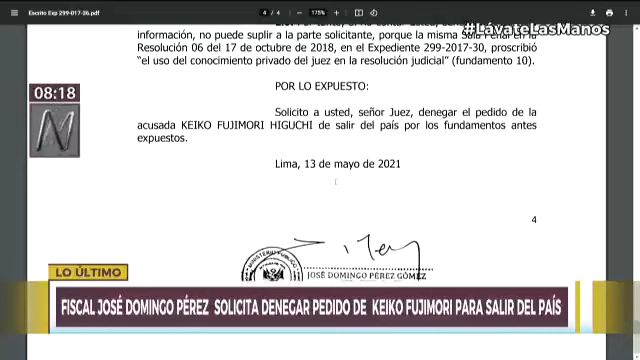 Escrito Exp 299-017-36.pdf
4 / 4
175%
#LávateLasManos
información, no puede suplir a la parte solicitante, porque la misma Sala Penal en la
Resolución 06 del 17 de octubre de 2018, en el Expediente 299-2017-30, proscribió
“el uso del conocimiento privado del juez en la resolución judicial” (fundamento 10).
08:18
N
POR LO EXPUESTO:
Solicito a usted, señor Juez, denegar el pedido de la
acusada KEIKO FUJIMORI HIGUCHI de salir del país por los fundamentos antes
expuestos.
Lima, 13 de mayo de 2021
4
MINISTERIO PÚBLICO
JOSÉ DOMINGO PÉREZ GÓMEZ
LO ÚLTIMO
FISCAL JOSÉ DOMINGO PÉREZ SOLICITA DENEGAR PEDIDO DE KEIKO FUJIMORI PARA SALIR DEL PAÍS